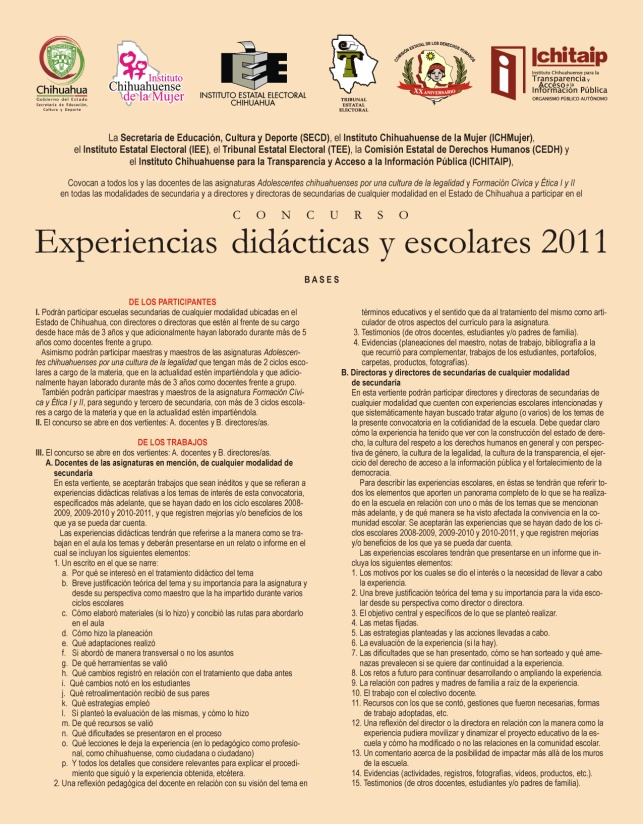 Chihuahua
Gobierno del Estado
Secretaría de Educación,
Cultura y Deporte
Instituto
Chihuahuense
de la Mujer
INSTITUTO ESTATAL ELECTORAL
CHIHUAHUA
TRIBUNAL
ESTATAL
ELECTORAL
COMISIÓN ESTATAL DE LOS DERECHOS HUMANOS
XX ANIVERSARIO
Ichitaip
Instituto Chihuahuense para la
Transparencia y
Acceso a la
Información Pública
ORGANISMO PÚBLICO AUTÓNOMO
La Secretaría de Educación, Cultura y Deporte (SECD), el Instituto Chihuahuense de la Mujer (ICHMujer),
el Instituto Estatal Electoral (IEE), el Tribunal Estatal Electoral (TEE), la Comisión Estatal de Derechos Humanos (CEDH) y
el Instituto Chihuahuense para la Transparencia y Acceso a la Información Pública (ICHITAIP),
Covocan a todos los y las docentes de las asignaturas Adolescentes chihuahuenses por una cultura de la legalidad y Formación Cívica y Ética I y II
en todas las modalidades de secundaria y a directores y directoras de secundarias de cualquier modalidad en el Estado de Chihuahua a participar en el
CONCURSO
Experiencias didácticas y escolares 2011
BASES
DE LOS PARTICIPANTES
I. Podrán participar escuelas secundarias de cualquier modalidad ubicadas en el
Estado de Chihuahua, con directores o directoras que estén al frente de su cargo
desde hace más de 3 años y que adicionalmente hayan laborado durante más de 5
años como docentes frente a grupo.
Asimismo podrán participar maestras y maestros de las asignaturas Adolescen-
tes chihuahuenses por una cultura de la legalidad que tengan más de 2 ciclos esco-
lares a cargo de la materia, que en la actualidad estén impartiéndola y que adicio-
nalmente hayan laborado durante más de 3 años como docentes frente a grupo.
También podrán participar maestras y maestros de la asignatura Formación Cívi-
ca y Ética I y II, para segundo y tercero de secundaria, con más de 3 ciclos escola-
res a cargo de la materia y que en la actualidad estén impartiéndola.
II. El concurso se abre en dos vertientes: A. docentes y B. directores/as.
DE LOS TRABAJOS
III. El concurso se abre en dos vertientes: A. docentes y B. directores/as.
A. Docentes de las asignaturas en mención, de cualquier modalidad de
secundaria
En esta vertiente, se aceptarán trabajos que sean inéditos y que se refieran a
experiencias didácticas relativas a los temas de interés de esta convocatoria,
especificados más adelante, que se hayan dado en los ciclo escolares 2008-
2009, 2009-2010 y 2010-2011, y que registren mejorías y/o beneficios de los
que ya se pueda dar cuenta.
Las experiencias didácticas tendrán que referirse a la manera como se tra-
bajan en el aula los temas y deberán presentarse en un relato o informe en el
cual se incluyan los siguientes elementos:
1. Un escrito en el que se narre:
a. Por qué se interesó en el tratamiento didáctico del tema
b. Breve justificación teórica del tema y su importancia para la asignatura y
desde su perspectiva como maestro que la ha impartido durante varios
ciclos escolares
c. Cómo elaboró materiales (si lo hizo) y concibió las rutas para abordarlo
en el aula
d. Cómo hizo la planeación
e. Qué adaptaciones realizó
f. Si abordó de manera transversal o no los asuntos
g. De qué herramientas se valió
h. Qué cambios registró en relación con el tratamiento que daba antes
i. Qué cambios notó en los estudiantes
j. Qué retroalimentación recibió de sus pares
k. Qué estrategias empleó
l. Si planteó la evaluación de las mismas, y cómo lo hizo
m. De qué recursos se valió
n. Qué dificultades se presentaron en el proceso
o. Qué lecciones le deja la experiencia (en lo pedagógico como profesio-
nal, como chihuahuense, como ciudadana o ciudadano)
p. Y todos los detalles que considere relevantes para explicar el procedi-
miento que siguió y la experiencia obtenida, etcétera.
2. Una reflexión pedagógica del docente en relación con su visión del tema en
términos educativos y el sentido que da al tratamiento del mismo como arti-
culador de otros aspectos del currículo para la asignatura.
3. Testimonios (de otros docentes, estudiantes y/o padres de familia).
4. Evidencias (planeaciones del maestro, notas de trabajo, bibliografía a la
que recurrió para complementar, trabajos de los estudiantes, portafolios,
carpetas, productos, fotografías).
B. Directoras y directores de secundarias de cualquier modalidad
de secundaria
En esta vertiente podrán participar directores y directoras de secundarias de
cualquier modalidad que cuenten con experiencias escolares intencionadas y
que sistemáticamente hayan buscado tratar alguno (o varios) de los temas de
la presente convocatoria en la cotidianidad de la escuela. Debe quedar claro
cómo la experiencia ha tenido que ver con la construcción del estado de dere-
cho, la cultura del respeto a los derechos humanos en general y con perspec-
tiva de género, la cultura de la legalidad, la cultura de la transparencia, el ejer-
cicio del derecho de acceso a la información pública y el fortalecimiento de la
democracia.
Para describir las experiencias escolares, en éstas se tendrán que referir to-
dos los elementos que aporten un panorama completo de lo que se ha realiza-
do en la escuela en relación con uno o más de los temas que se mencionan
más adelante, y de qué manera se ha visto afectada la convivencia en la co-
munidad escolar. Se aceptarán las experiencias que se hayan dado de los ci-
clos escolares 2008-2009, 2009-2010 y 2010-2011, y que registren mejorías
y/o beneficios de los que ya se pueda dar cuenta.
Las experiencias escolares tendrán que presentarse en un informe que in-
cluya los siguientes elementos:
1. Los motivos por los cuales se dio el interés o la necesidad de llevar a cabo
la experiencia.
2. Una breve justificación teórica del tema y su importancia para la vida esco-
lar desde su perspectiva como director o directora.
3. El objetivo central y específicos de lo que se planteó realizar.
4. Las metas fijadas.
5. Las estrategias planteadas y las acciones llevadas a cabo.
6. La evaluación de la experiencia (si la hay).
7. Las dificultades que se han presentado, cómo se han sorteado y qué ame-
nazas prevalecen si se quiere dar continuidad a la experiencia.
8. Los retos a futuro para continuar desarrollando o ampliando la experiencia.
9. La relación con padres y madres de familia a raíz de la experiencia.
10. El trabajo con el colectivo docente.
11. Recursos con los que se contó, gestiones que fueron necesarias, formas
de trabajo adoptadas, etc.
12. Una reflexión del director o la directora en relación con la manera como la
experiencia pudiera movilizar y dinamizar el proyecto educativo de la es-
cuela y cómo ha modificado o no las relaciones en la comunidad escolar.
13. Un comentario acerca de la posibilidad de impactar más allá de los muros
de la escuela.
14. Evidencias (actividades, registros, fotografías, videos, productos, etc.).
15. Testimonios (de otros docentes, estudiantes y/o padres de familia).